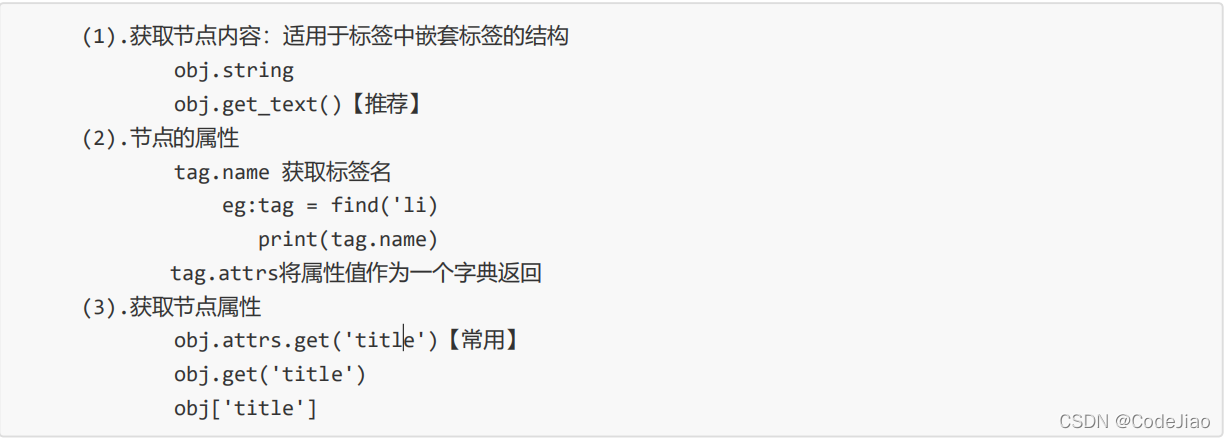 (1).获取节点内容：适用于标签中嵌套标签的结构
obj.string
obj.get_text()【推荐】
(2).节点的属性
tag.name 获取标签名
eg:tag = find('li)
print(tag.name)
tag.attrs将属性值作为一个字典返回
(3).获取节点属性
obj.attrs.get('title')【常用】
obj.get('title')
obj['title']
CSDN @CodeJiao